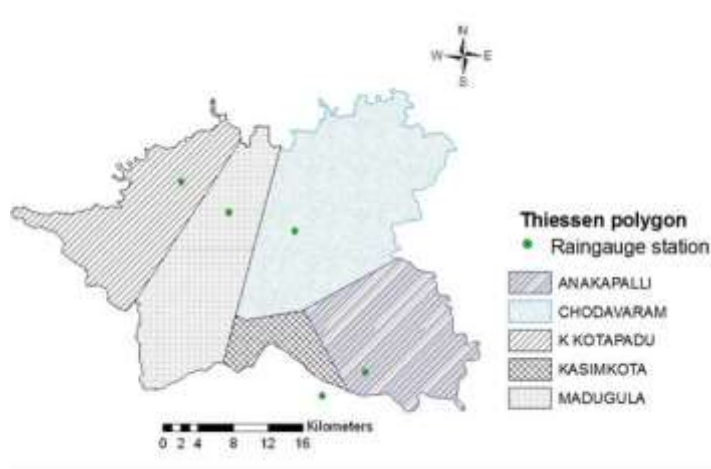 N
W E
S
Thiessen polygon
Raingauge station
ANAKAPALLI
CHODAVARAM
K KOTAPADU
KASIMKOTA
MADUGULA
Kilometers
0 2 4 8 12 16